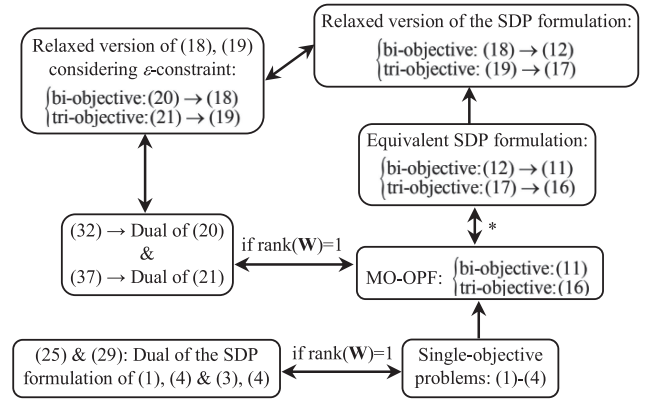 Relaxed version of (18), (19)
considering ε-constraint:
bi-objective:(20) → (18)
tri-objective:(21) → (19)
Relaxed version of the SDP formulation:
bi-objective: (18) → (12)
tri-objective: (19) → (17)
Equivalent SDP formulation:
bi-objective: (12) → (11)
tri-objective: (17) → (16)
*
(32) → Dual of (20)
&
(37) → Dual of (21)
if rank(W)=1
MO-OPF:
bi-objective:(11)
tri-objective:(16)
(25) & (29): Dual of the SDP
formulation of (1), (4) & (3), (4)
if rank(W)=1
Single-objective
problems: (1)-(4)